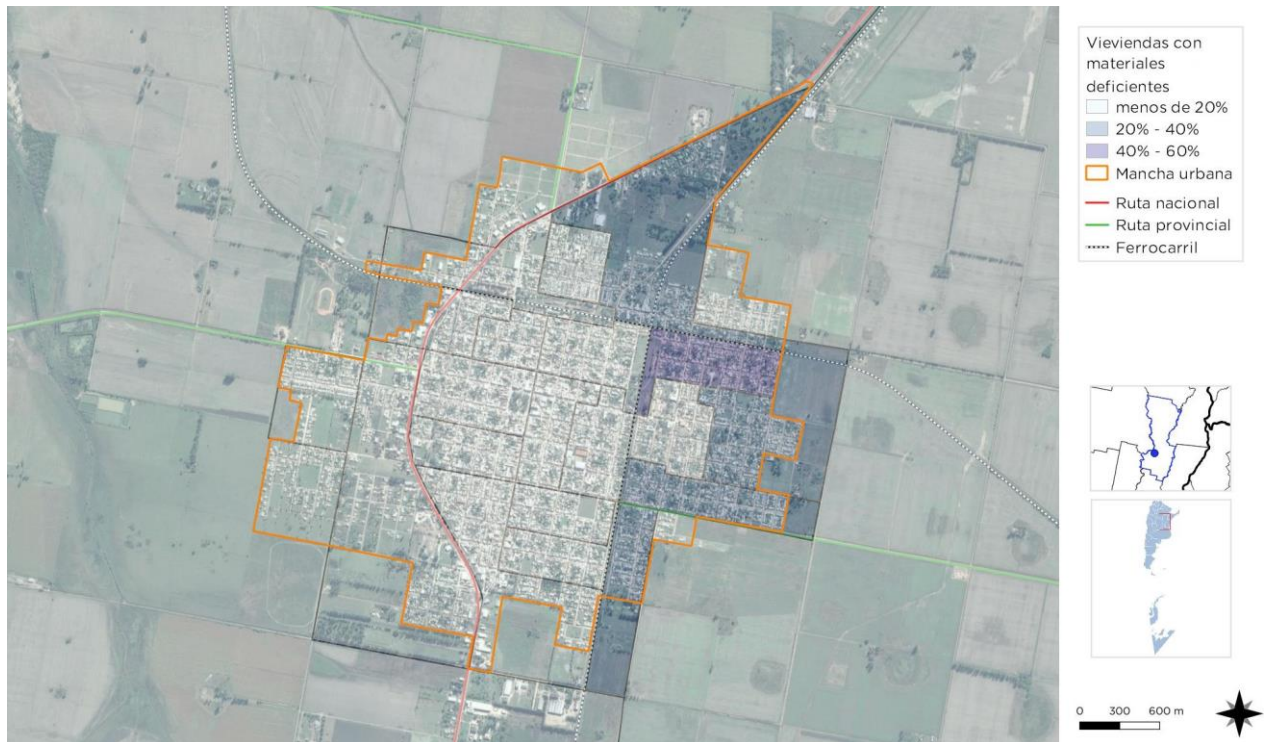 Vieviendas con
materiales
deficientes
menos de 20%
20% - 40%
40% - 60%
Mancha urbana
Ruta nacional
Ruta provincial
Ferrocarril
0 300 600 m